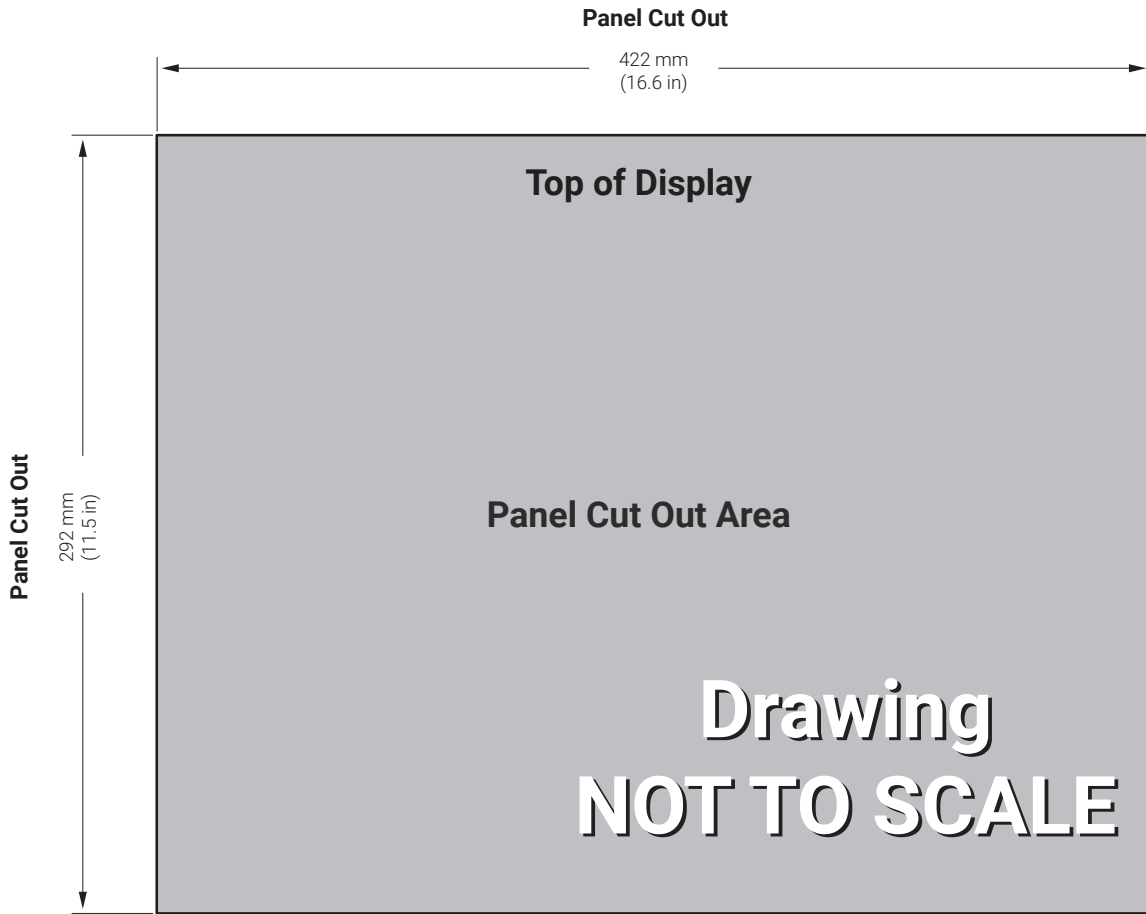 Panel Cut Out
422 mm
(16.6 in)
Top of Display
Panel Cut Out
292 mm
(11.5 in)
Panel Cut Out Area
Drawing
NOT TO SCALE